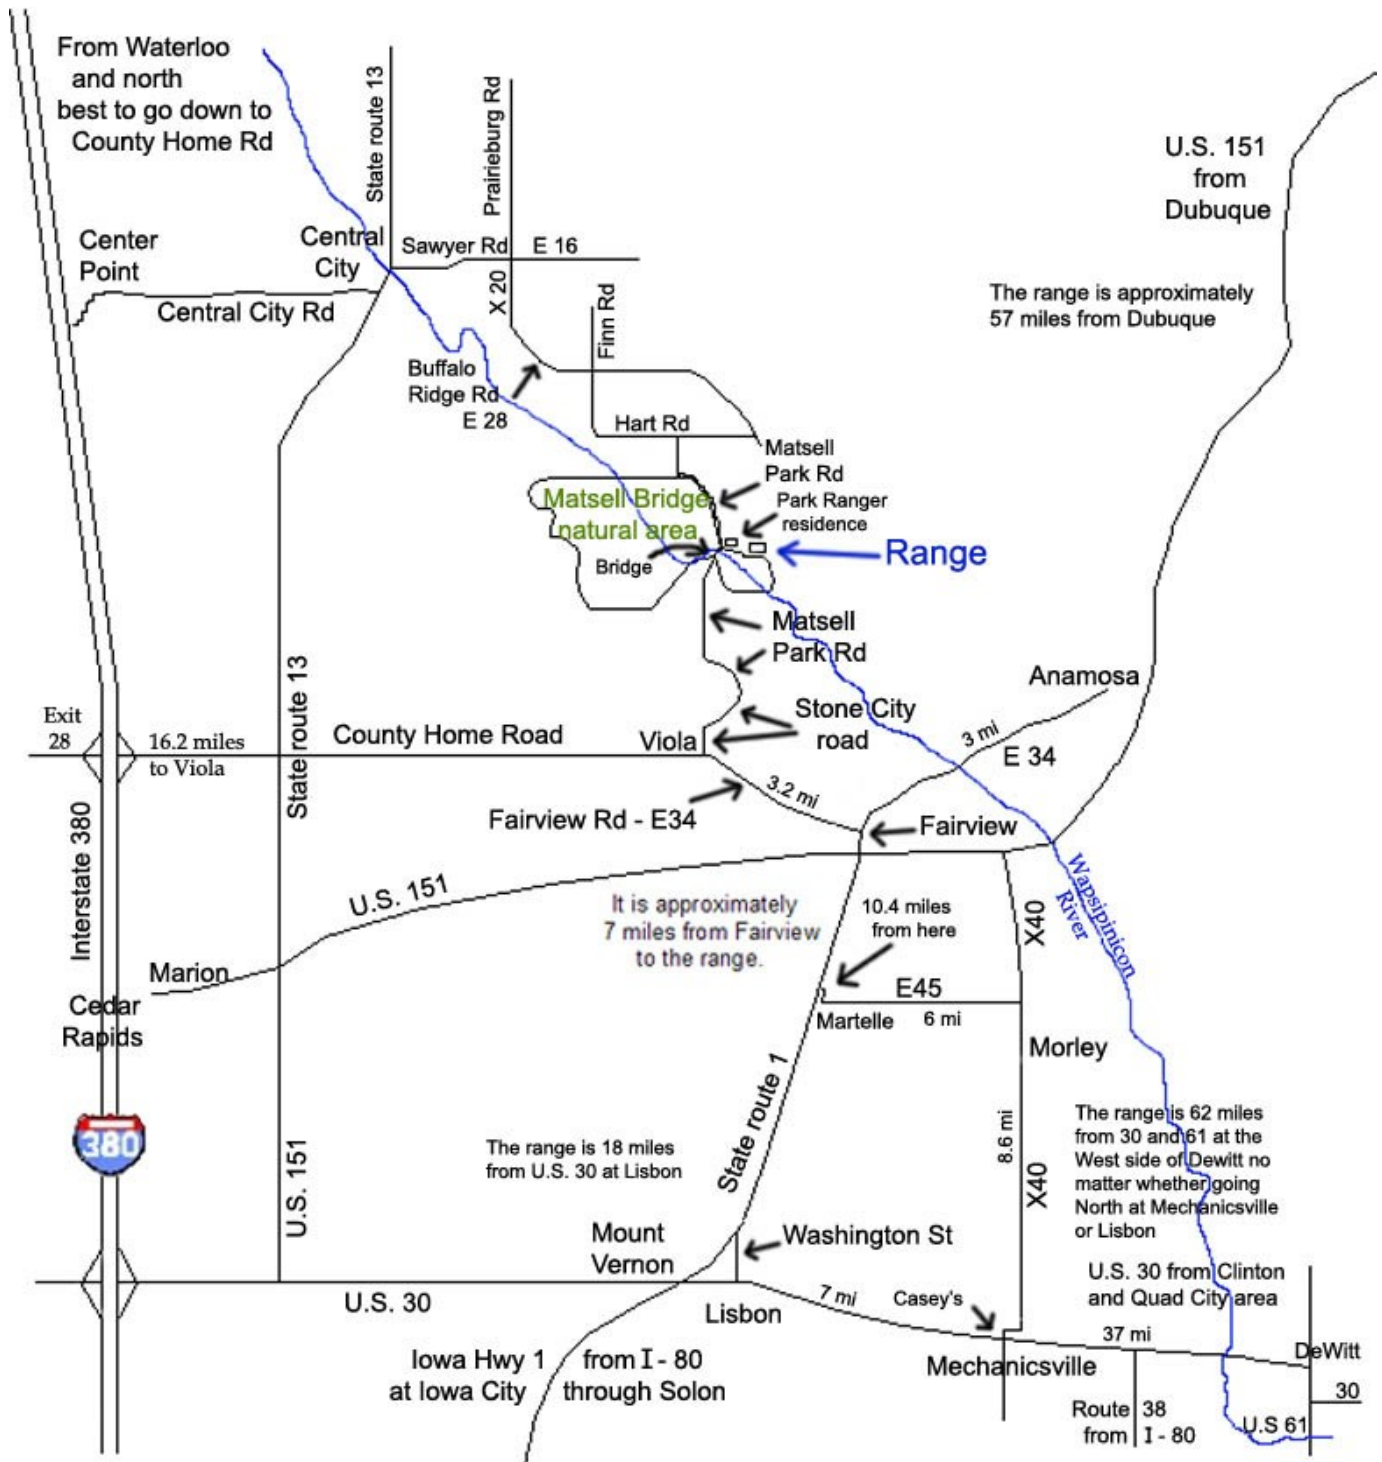 From Waterloo
and north
best to go down to
County Home Rd
State route 13
Prairieburg Rd
U.S. 151
from
Dubuque
Center
Point
Central
City
Sawyer Rd
E 16
X 20
Central City Rd
Finn Rd
The range is approximately
57 miles from Dubuque
Buffalo
Ridge Rd
E 28
Hart Rd
Matsell
Park Rd
Matsell Bridge
natural area
Park Ranger
residence
Bridge
Range
Matsell
Park Rd
State route 13
Anamosa
Exit
28
16.2 miles
to Viola
County Home Road
Viola
Stone City
road
3 mi
E 34
3.2 mi
Fairview Rd - E34
Fairview
Interstate 380
U.S. 151
Wapsipinicon
River
It is approximately
7 miles from Fairview
to the range.
10.4 miles
from here
X40
Marion
Cedar
Rapids
E45
Martelle
6 mi
Morley
State route 1
380
The range is 18 miles
from U.S. 30 at Lisbon
8.6 mi
X40
The range is 62 miles
from 30 and 61 at the
West side of Dewitt no
matter whether going
North at Mechanicsville
or Lisbon
U.S. 151
Mount
Vernon
Washington St
U.S. 30 from Clinton
and Quad City area
U.S. 30
Lisbon
7 mi
Casey's
37 mi
DeWitt
Iowa Hwy 1
at Iowa City
from I - 80
through Solon
Mechanicsville
30
Route 38
from I - 80
U.S 61